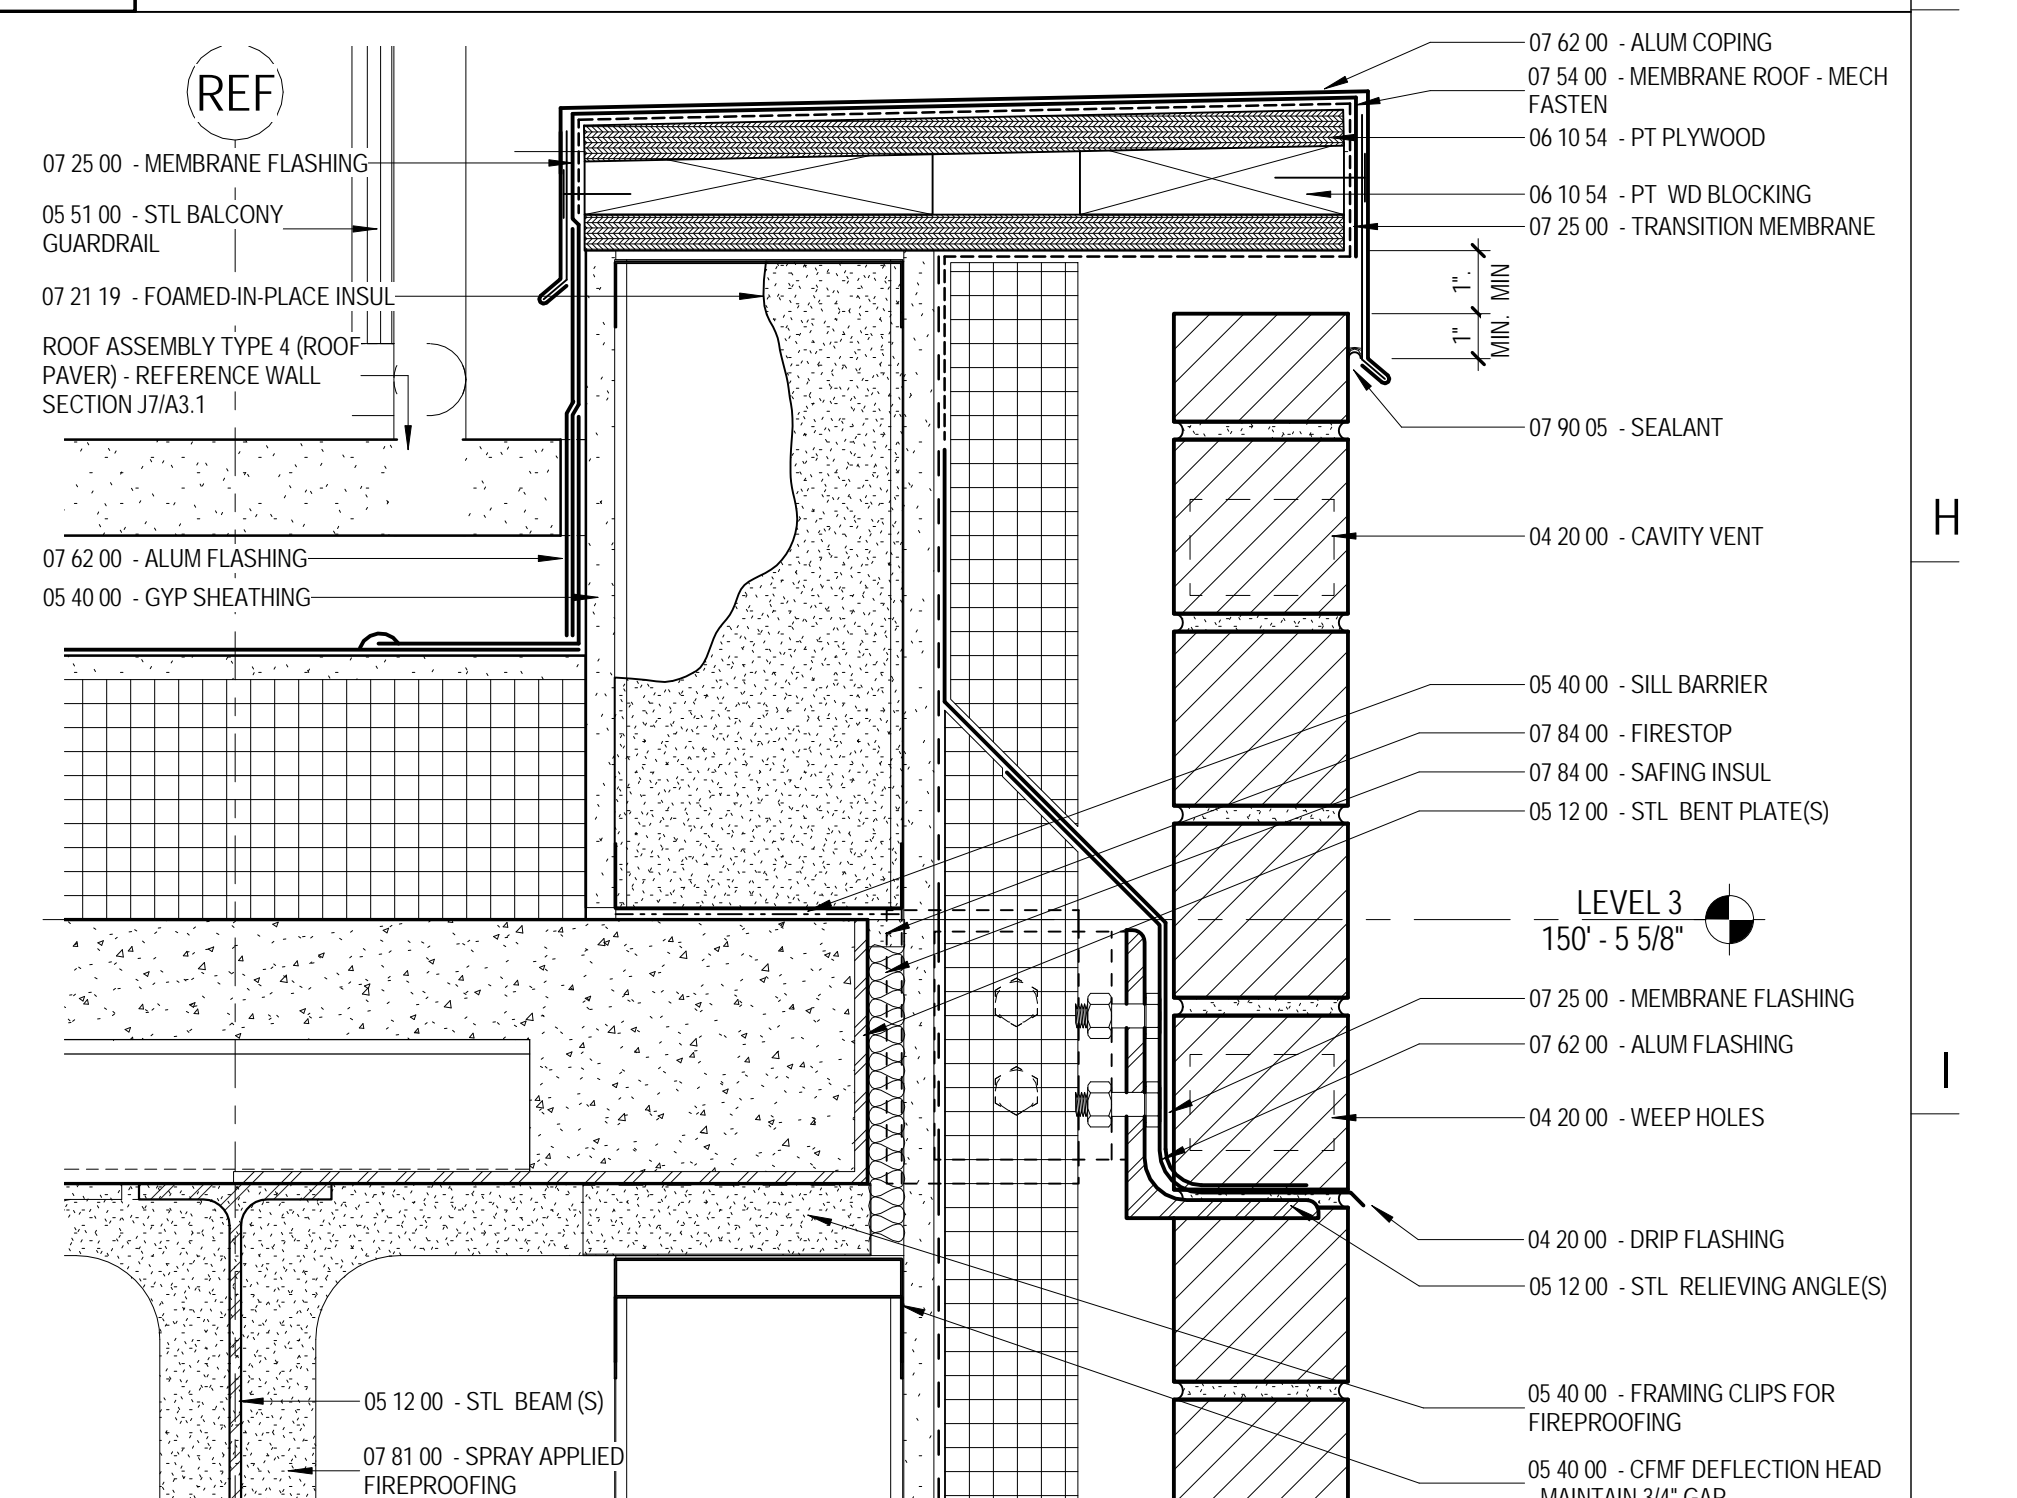 REF
07 25 00 - MEMBRANE FLASHING
05 51 00 - STL BALCONY
GUARDRAIL
07 21 19 - FOAMED-IN-PLACE INSUL
ROOF ASSEMBLY TYPE 4 (ROOF
PAVER) - REFERENCE WALL
SECTION J7/A3.1
07 62 00 - ALUM FLASHING
05 40 00 - GYP SHEATHING
05 12 00 - STL BEAM (S)
07 81 00 - SPRAY APPLIED
FIREPROOFING
07 62 00 - ALUM COPING
07 54 00 - MEMBRANE ROOF - MECH
FASTEN
06 10 54 - PT PLYWOOD
06 10 54 - PT WD BLOCKING
07 25 00 - TRANSITION MEMBRANE
1".
MIN
1"
MIN.
07 90 05 - SEALANT
04 20 00 - CAVITY VENT
05 40 00 - SILL BARRIER
07 84 00 - FIRESTOP
07 84 00 - SAFING INSUL
05 12 00 - STL BENT PLATE(S)
LEVEL 3
150' - 5 5/8"
07 25 00 - MEMBRANE FLASHING
07 62 00 - ALUM FLASHING
04 20 00 - WEEP HOLES
04 20 00 - DRIP FLASHING
05 12 00 - STL RELIEVING ANGLE(S)
05 40 00 - FRAMING CLIPS FOR
FIREPROOFING
05 40 00 - CFMF DEFLECTION HEAD
- MAINTAIN 3/4" GAP
H
I